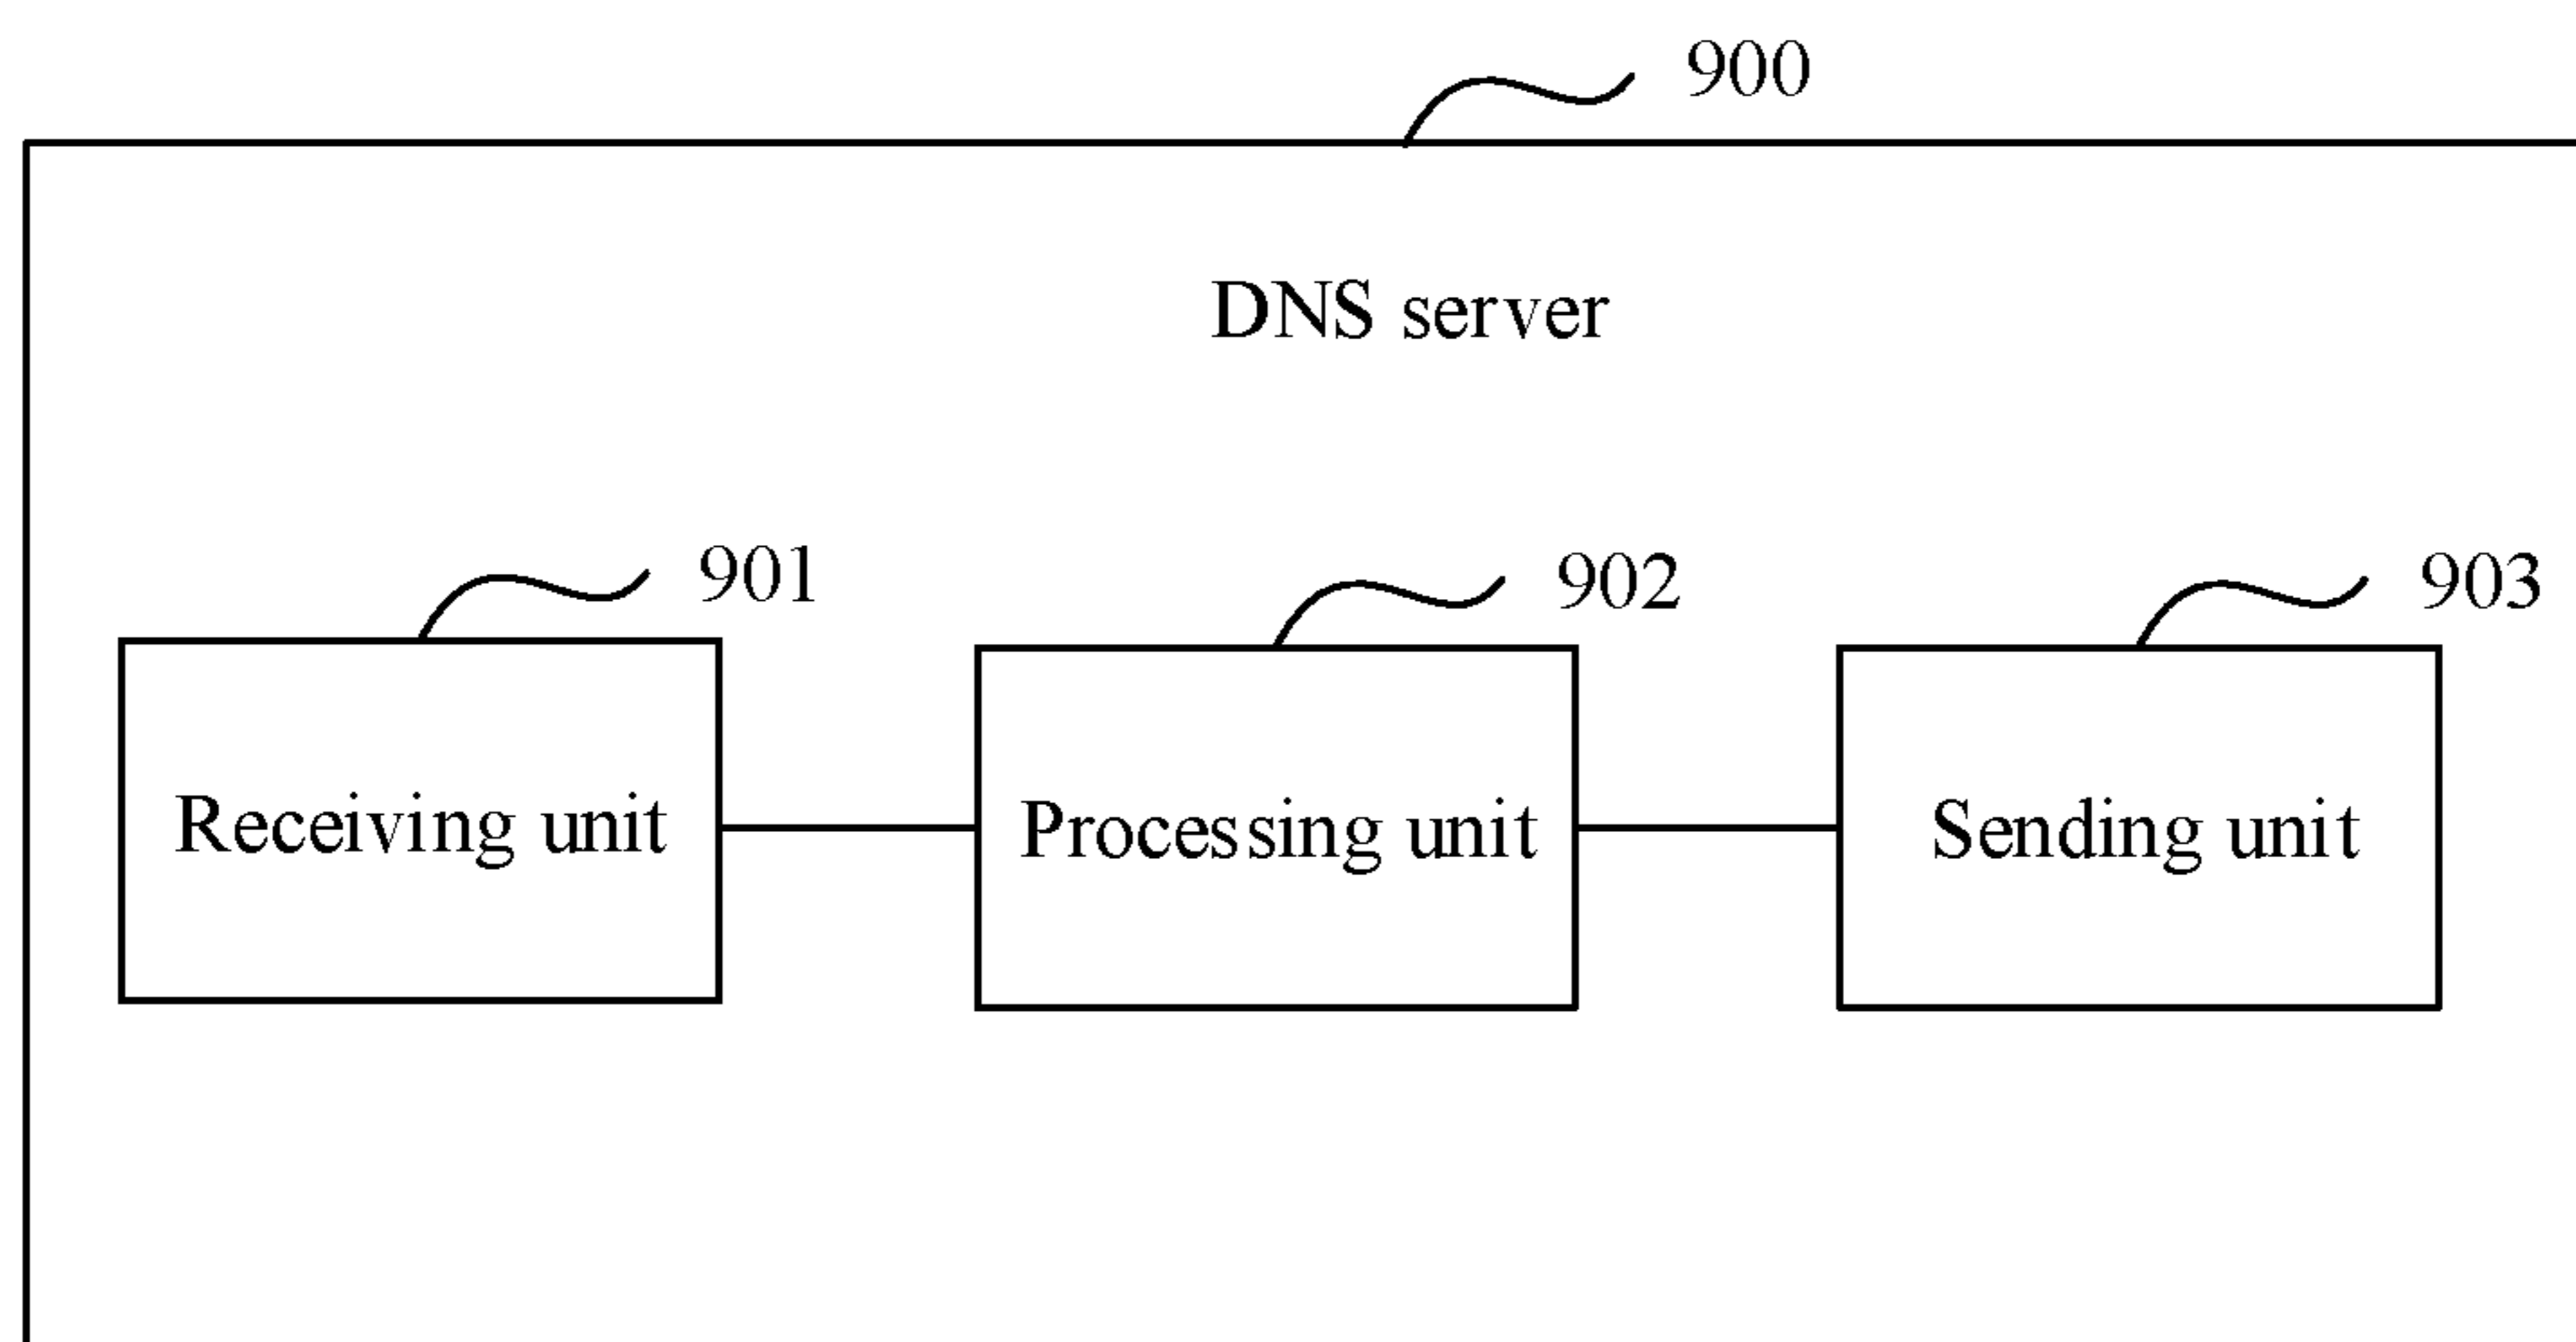 900
DNS server
901
902
903
Receiving unit
Processing unit
Sending unit